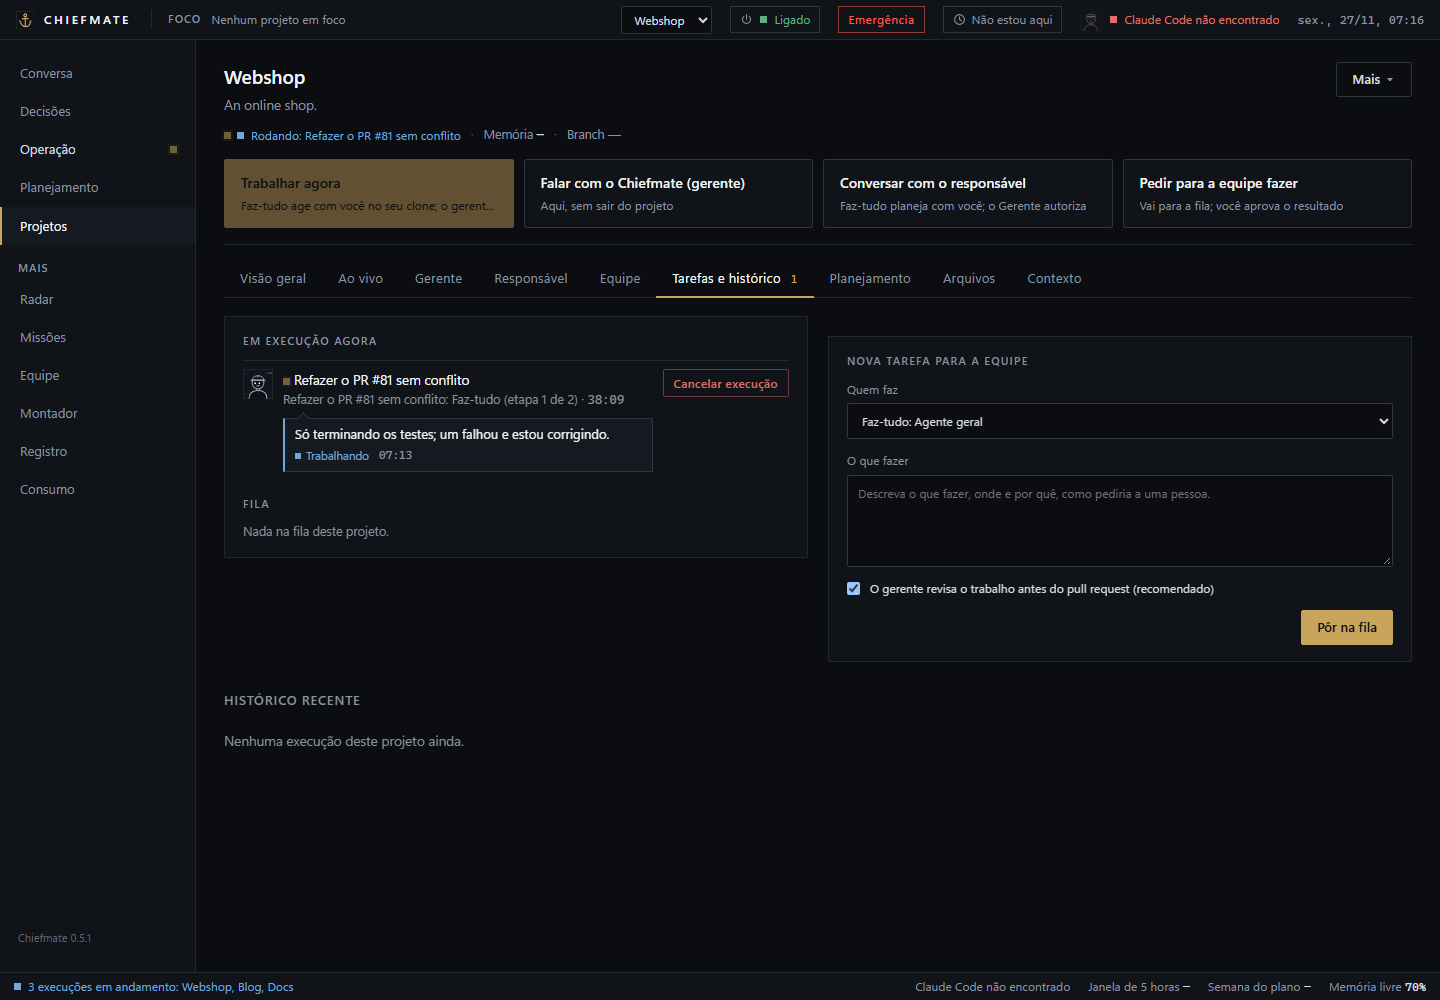 CHIEFMATE
FOCO Nenhum projeto em foco
Webshop
Ligado
Emergência
Não estou aqui
Claude Code não encontrado
sex., 27/11, 07:16
Conversa
Decisões
Operação
Planejamento
Projetos
MAIS
Radar
Missões
Equipe
Montador
Registro
Consumo
Chiefmate 0.5.1
Webshop
An online shop.
Mais
Rodando: Refazer o PR #81 sem conflito · Memória — · Branch —
Trabalhar agora
Faz-tudo age com você no seu clone; o gerent...
Falar com o Chiefmate (gerente)
Aqui, sem sair do projeto
Conversar com o responsável
Faz-tudo planeja com você; o Gerente autoriza
Pedir para a equipe fazer
Vai para a fila; você aprova o resultado
Visão geral
Ao vivo
Gerente
Responsável
Equipe
Tarefas e histórico 1
Planejamento
Arquivos
Contexto
EM EXECUÇÃO AGORA
Refazer o PR #81 sem conflito
Refazer o PR #81 sem conflito: Faz-tudo (etapa 1 de 2) · 38:09
Cancelar execução
Só terminando os testes; um falhou e estou corrigindo.
Trabalhando 07:13
FILA
Nada na fila deste projeto.
NOVA TAREFA PARA A EQUIPE
Quem faz
Faz-tudo: Agente geral
O que fazer
Descreva o que fazer, onde e por quê, como pediria a uma pessoa.
O gerente revisa o trabalho antes do pull request (recomendado)
Pôr na fila
HISTÓRICO RECENTE
Nenhuma execução deste projeto ainda.
3 execuções em andamento: Webshop, Blog, Docs
Claude Code não encontrado
Janela de 5 horas —
Semana do plano —
Memória livre 70%